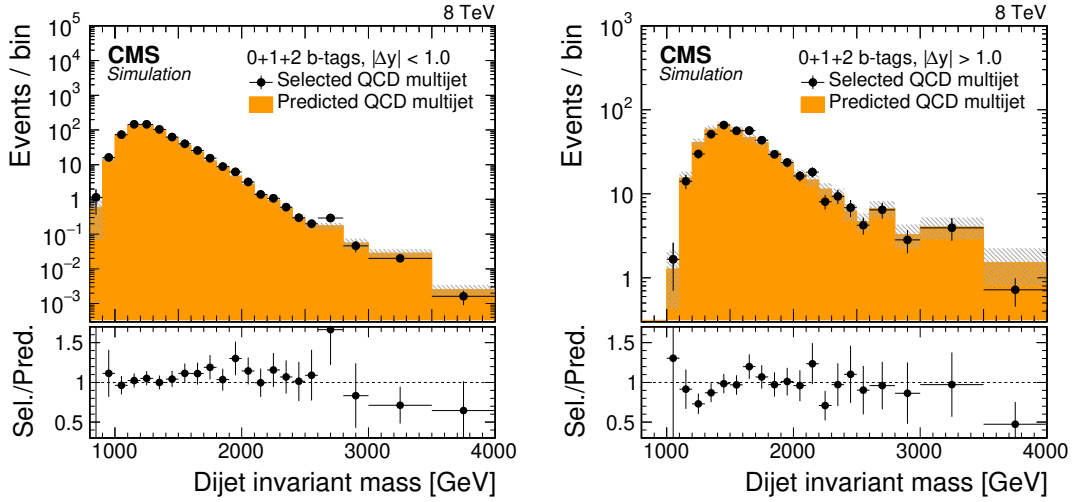 8 TeV
Events / bin
10^5
10^4
10^3
10^2
10
1
10^-1
10^-2
10^-3
CMS
Simulation
0+1+2 b-tags, |Δy| < 1.0
Selected QCD multijet
Predicted QCD multijet
Sel./Pred.
1.5
1
0.5
1000 2000 3000 4000
Dijet invariant mass [GeV]
8 TeV
Events / bin
10^3
10^2
10
1
CMS
Simulation
0+1+2 b-tags, |Δy| > 1.0
Selected QCD multijet
Predicted QCD multijet
Sel./Pred.
1.5
1
0.5
1000 2000 3000 4000
Dijet invariant mass [GeV]